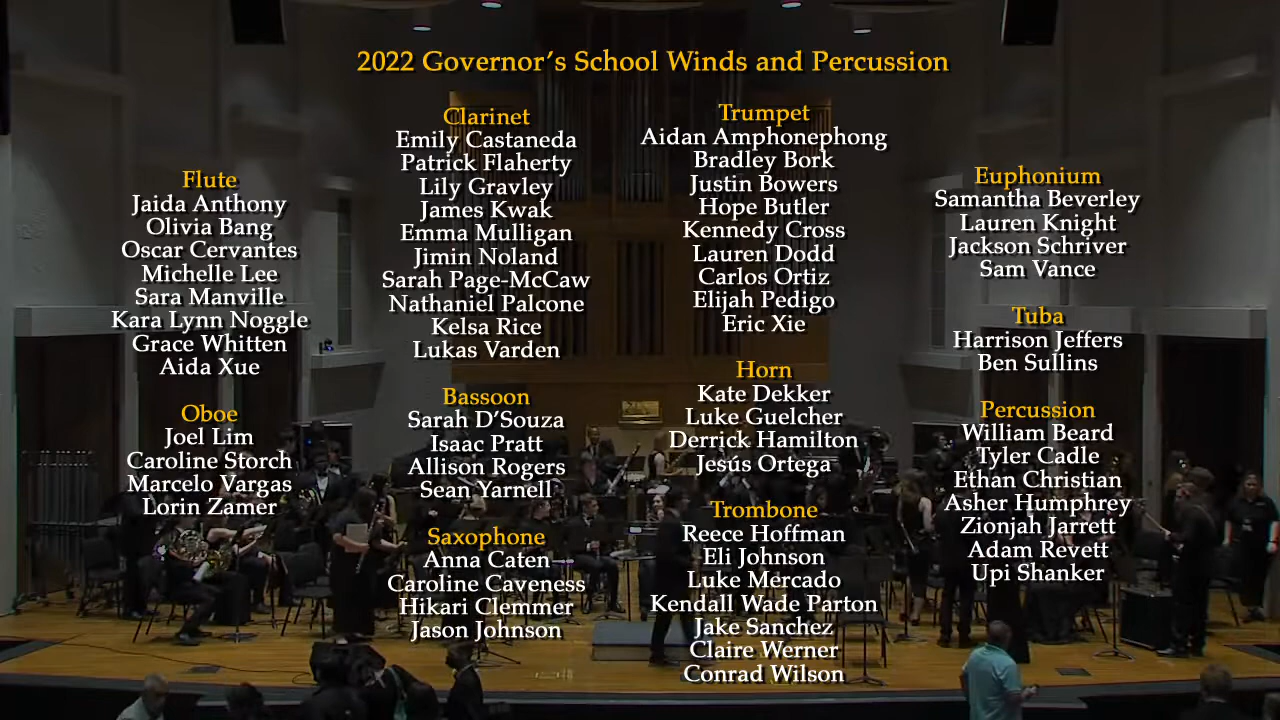 2022 Governor's School Winds and Percussion
Flute
Jaida Anthony
Olivia Bang
Oscar Cervantes
Michelle Lee
Sara Manville
Kara Lynn Noggle
Grace Whitten
Aida Xue
Oboe
Joel Lim
Caroline Storch
Marcelo Vargas
Lorin Zamer
Clarinet
Emily Castaneda
Patrick Flaherty
Lily Gravley
James Kwak
Emma Mulligan
Jimin Noland
Sarah Page-McCaw
Nathaniel Palcone
Kelsa Rice
Lukas Varden
Bassoon
Sarah D'Souza
Isaac Pratt
Allison Rogers
Sean Yarnell
Saxophone
Anna Caten
Caroline Caveness
Hikari Clemmer
Jason Johnson
Trumpet
Aidan Amphonephong
Bradley Bork
Justin Bowers
Hope Butler
Kennedy Cross
Lauren Dodd
Carlos Ortiz
Elijah Pedigo
Eric Xie
Horn
Kate Dekker
Luke Guelcher
Derrick Hamilton
Jesús Ortega
Trombone
Reece Hoffman
Eli Johnson
Luke Mercado
Kendall Wade Parton
Jake Sanchez
Claire Werner
Conrad Wilson
Euphonium
Samantha Beverley
Lauren Knight
Jackson Schriver
Sam Vance
Tuba
Harrison Jeffers
Ben Sullins
Percussion
William Beard
Tyler Cadle
Ethan Christian
Asher Humphrey
Zionjah Jarrett
Adam Revett
Upi Shanker